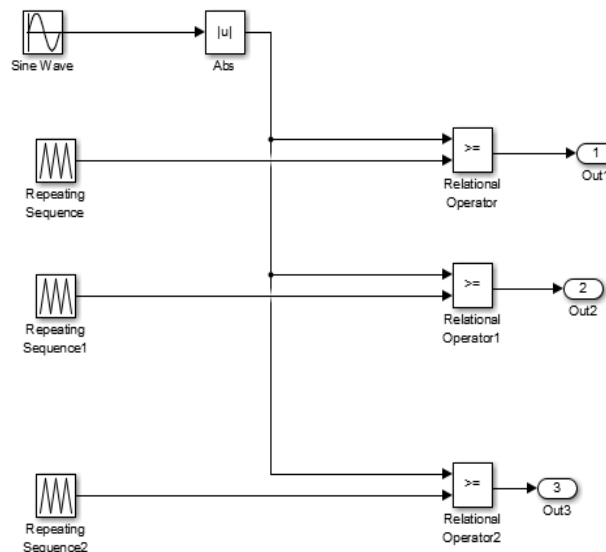 |u|
Sine Wave
Abs
>=
1
Repeating
Sequence
Relational
Operator
Out1
>=
2
Repeating
Sequence1
Relational
Operator1
Out2
>=
3
Repeating
Sequence2
Relational
Operator2
Out3